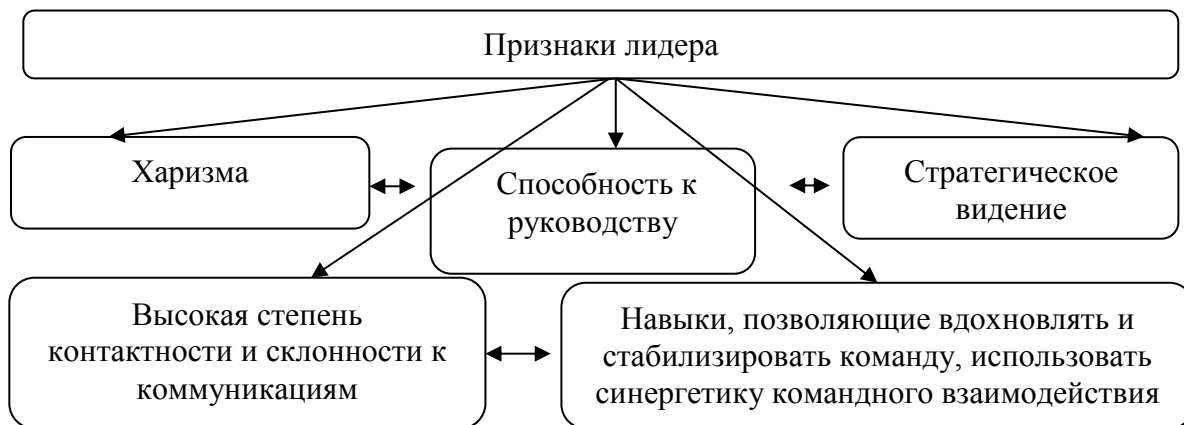 Признаки лидера
Харизма
Способность к
руководству
Стратегическое
видение
Высокая степень
контактности и склонности к
коммуникациям
Навыки, позволяющие вдохновлять и
стабилизировать команду, использовать
синергетику командного взаимодействия